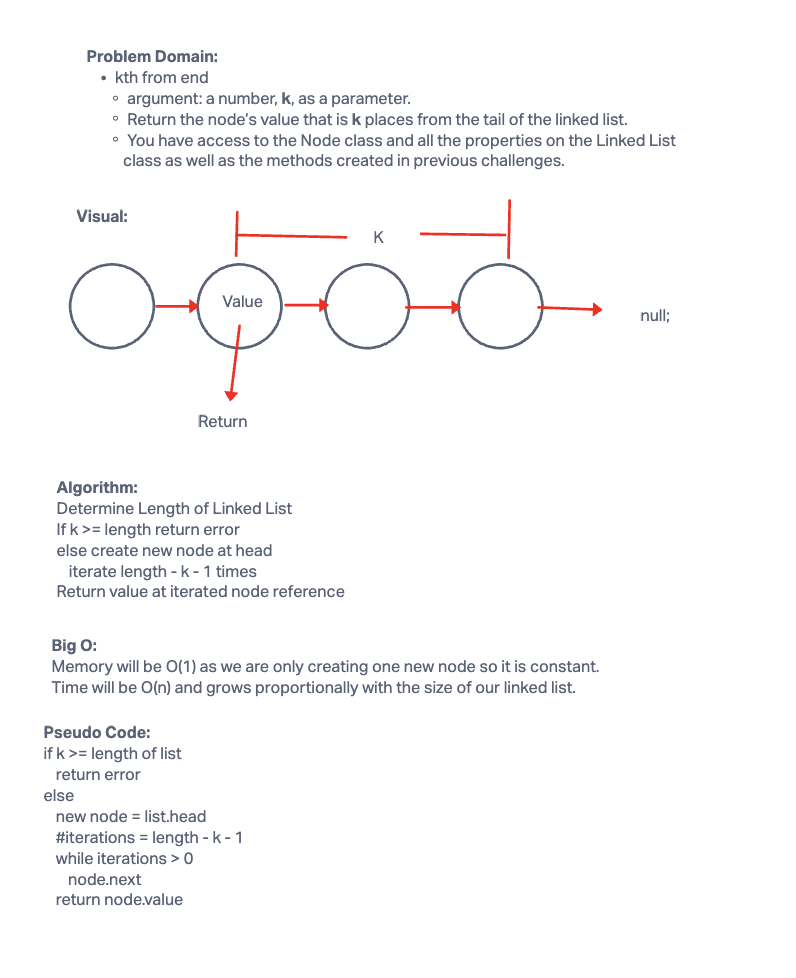 Problem Domain:
• kth from end
◦ argument: a number, k, as a parameter.
◦ Return the node’s value that is k places from the tail of the linked list.
◦ You have access to the Node class and all the properties on the Linked List
class as well as the methods created in previous challenges.
Visual:
K
Value
null;
Return
Algorithm:
Determine Length of Linked List
If k >= length return error
else create new node at head
iterate length - k - 1 times
Return value at iterated node reference
Big O:
Memory will be O(1) as we are only creating one new node so it is constant.
Time will be O(n) and grows proportionally with the size of our linked list.
Pseudo Code:
if k >= length of list
return error
else
new node = list.head
#iterations = length - k - 1
while iterations > 0
node.next
return node.value